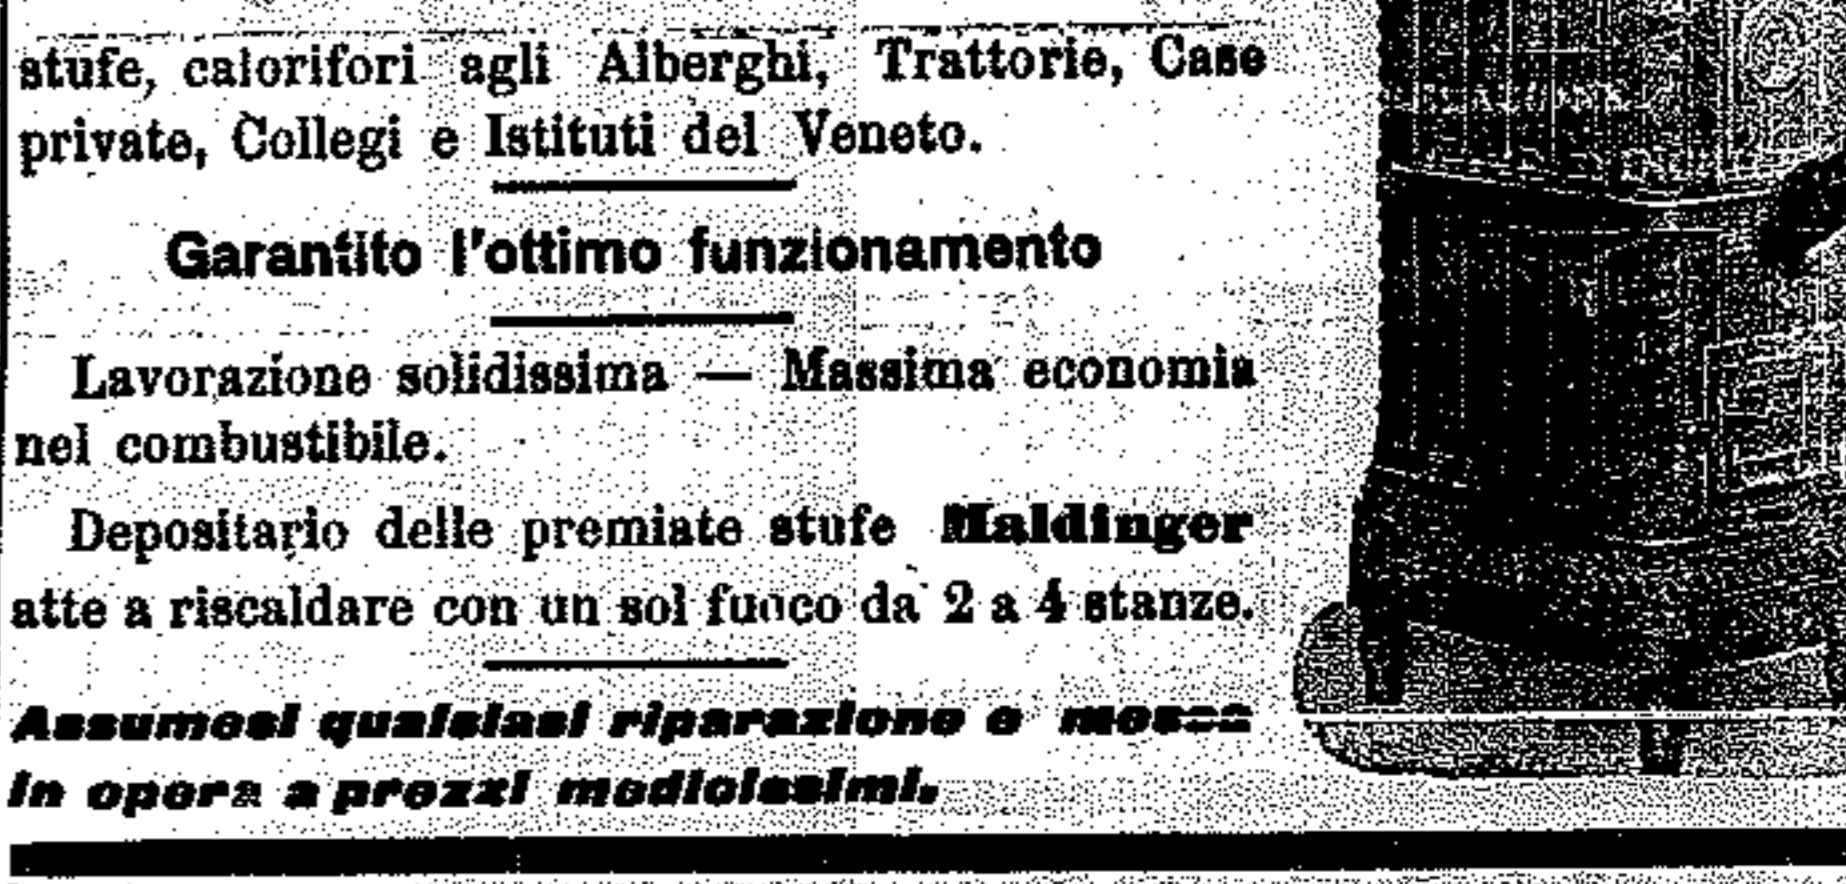 stufe, caloriferi agli Alberghi, Trattorie, Case
private, Collegi e Istituti del Veneto.
Garantito l'ottimo funzionamento
Lavorazione solidissima — Massima economia
nel combustibile.
Depositario delle premiate stufe Maldinger
atte a riscaldare con un sol fuoco da 2 a 4 stanze.
Assumesi qualsiasi riparazione e messa
in opera a prezzi